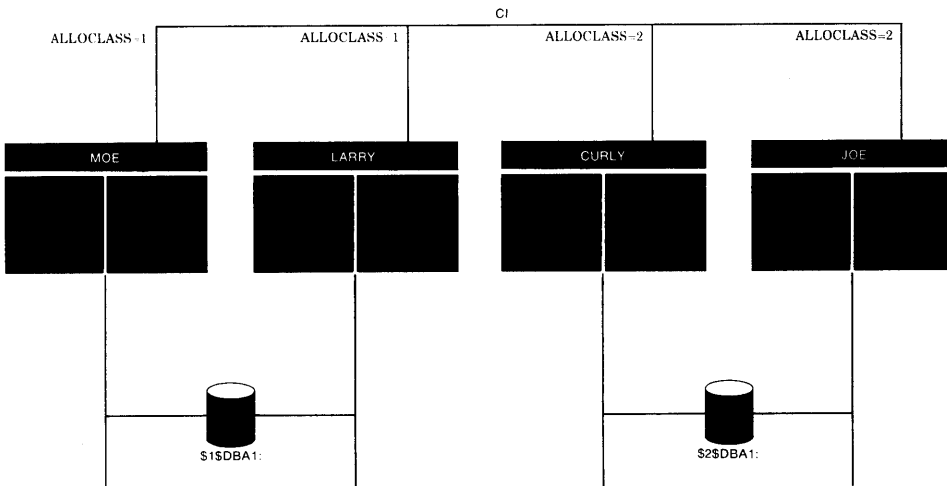 CI
ALLOCLASS=1
ALLOCLASS 1
ALLOCLASS=2
ALLOCLASS=2
MOE
LARRY
CURLY
JOE
$1$DBA1:
$2$DBA1: